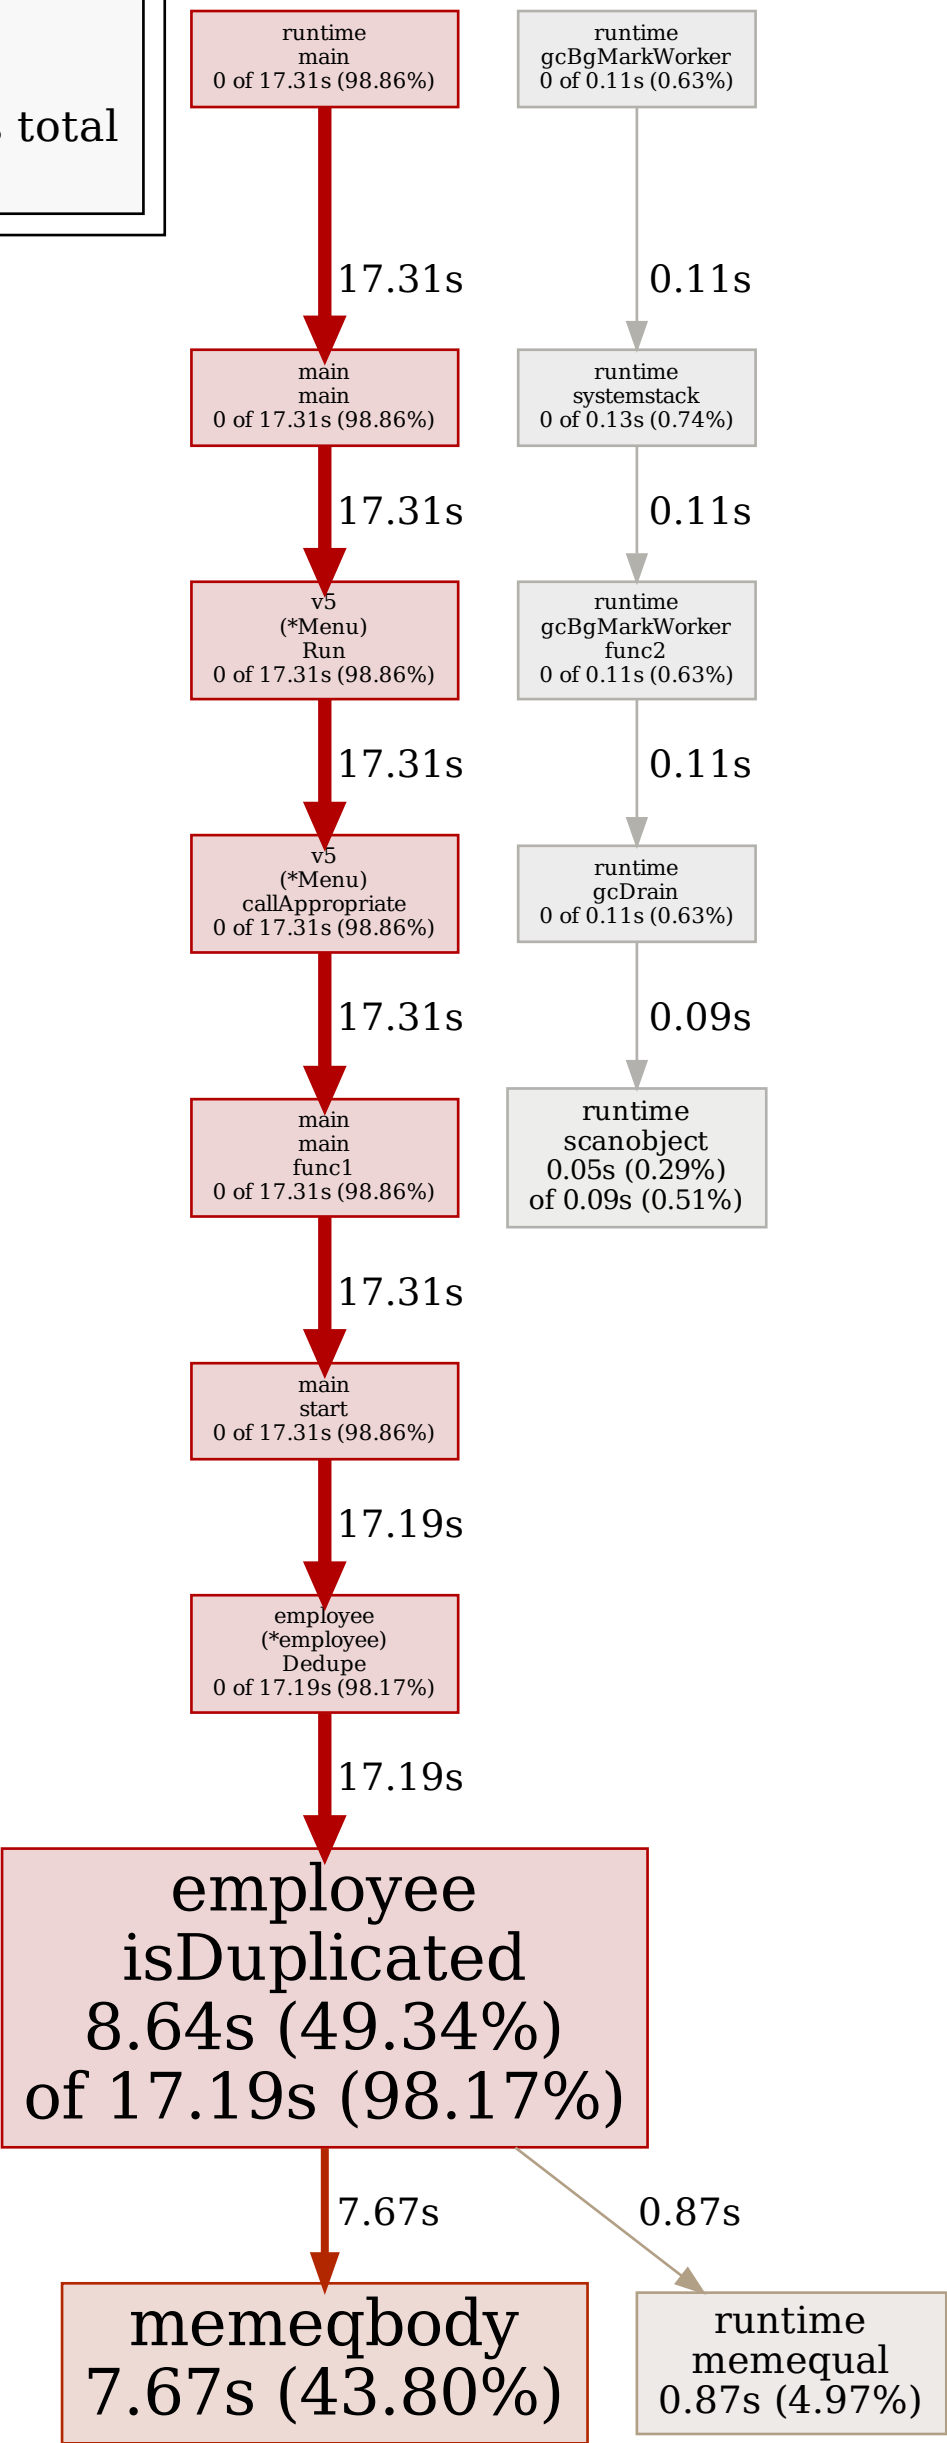 total
runtime
main
0 of 17.31s (98.86%)
runtime
gcBgMarkWorker
0 of 0.11s (0.63%)
17.31s
0.11s
main
main
0 of 17.31s (98.86%)
runtime
systemstack
0 of 0.13s (0.74%)
17.31s
0.11s
v5
(*Menu)
Run
0 of 17.31s (98.86%)
runtime
gcBgMarkWorker
func2
0 of 0.11s (0.63%)
17.31s
0.11s
v5
(*Menu)
callAppropriate
0 of 17.31s (98.86%)
runtime
gcDrain
0 of 0.11s (0.63%)
17.31s
0.09s
main
main
func1
0 of 17.31s (98.86%)
runtime
scanobject
0.05s (0.29%)
of 0.09s (0.51%)
17.31s
main
start
0 of 17.31s (98.86%)
17.19s
employee
(*employee)
Dedupe
0 of 17.19s (98.17%)
17.19s
employee
isDuplicated
8.64s (49.34%)
of 17.19s (98.17%)
7.67s
0.87s
memeqbody
7.67s (43.80%)
runtime
memequal
0.87s (4.97%)